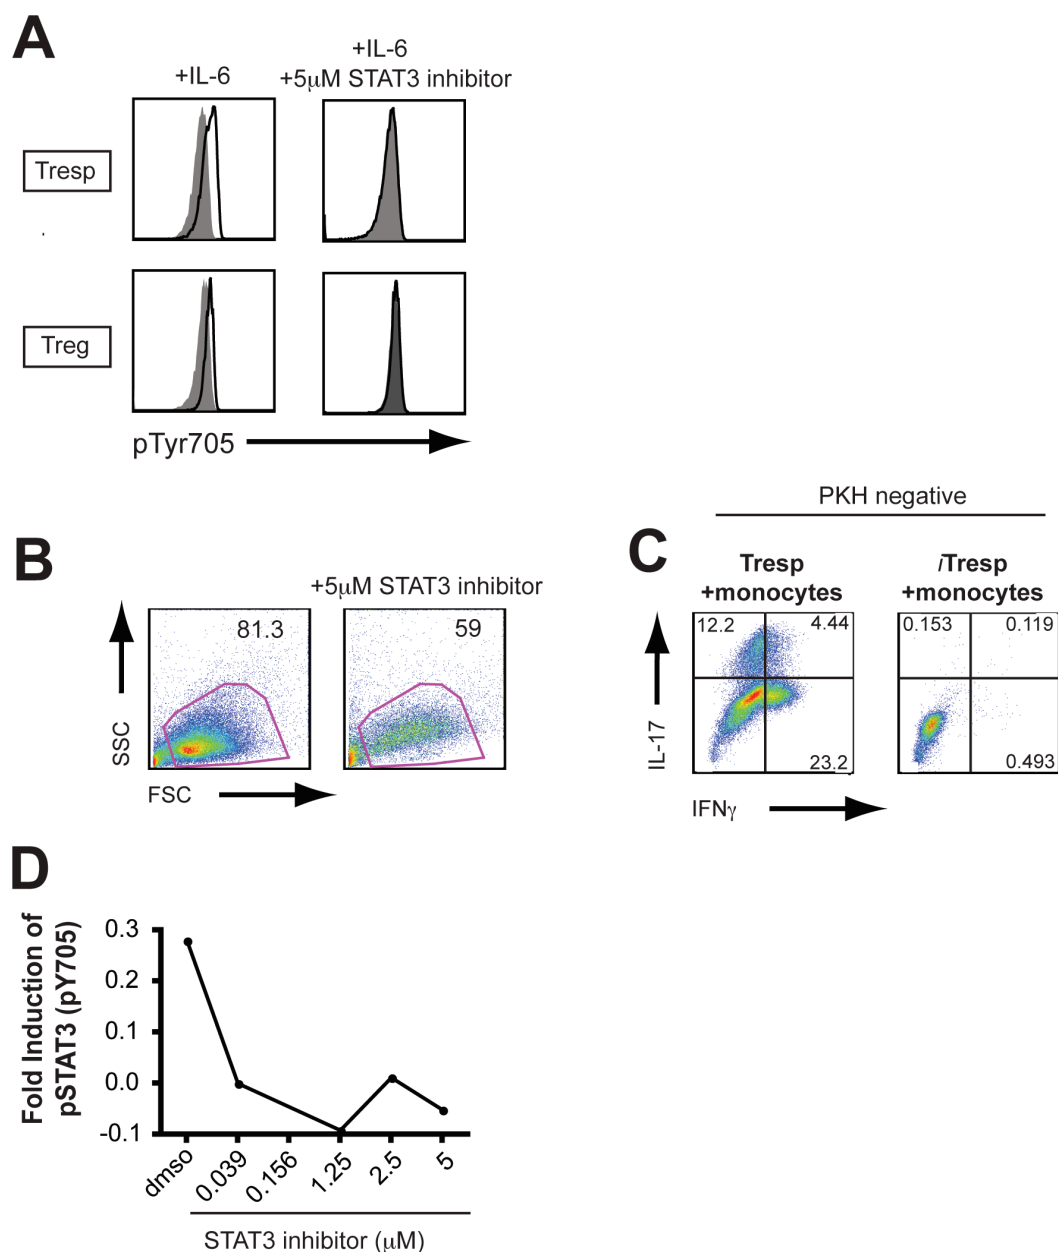 A
+IL-6
+IL-6
+5μM STAT3 inhibitor
Tresp
.
Treg
pTyr705
B
+5μM STAT3 inhibitor
81.3
59
SSC
FSC
PKH negative
C
Tresp
+monocytes
iTresp
+monocytes
12.2
4.44
23.2
0.153
0.119
0.493
IL-17
IFNγ
D
Fold Induction of
pSTAT3 (pY705)
0.3
0.2
0.1
0.0
-0.1
dmso
0.039
0.156
1.25
2.5
5
STAT3 inhibitor (μM)